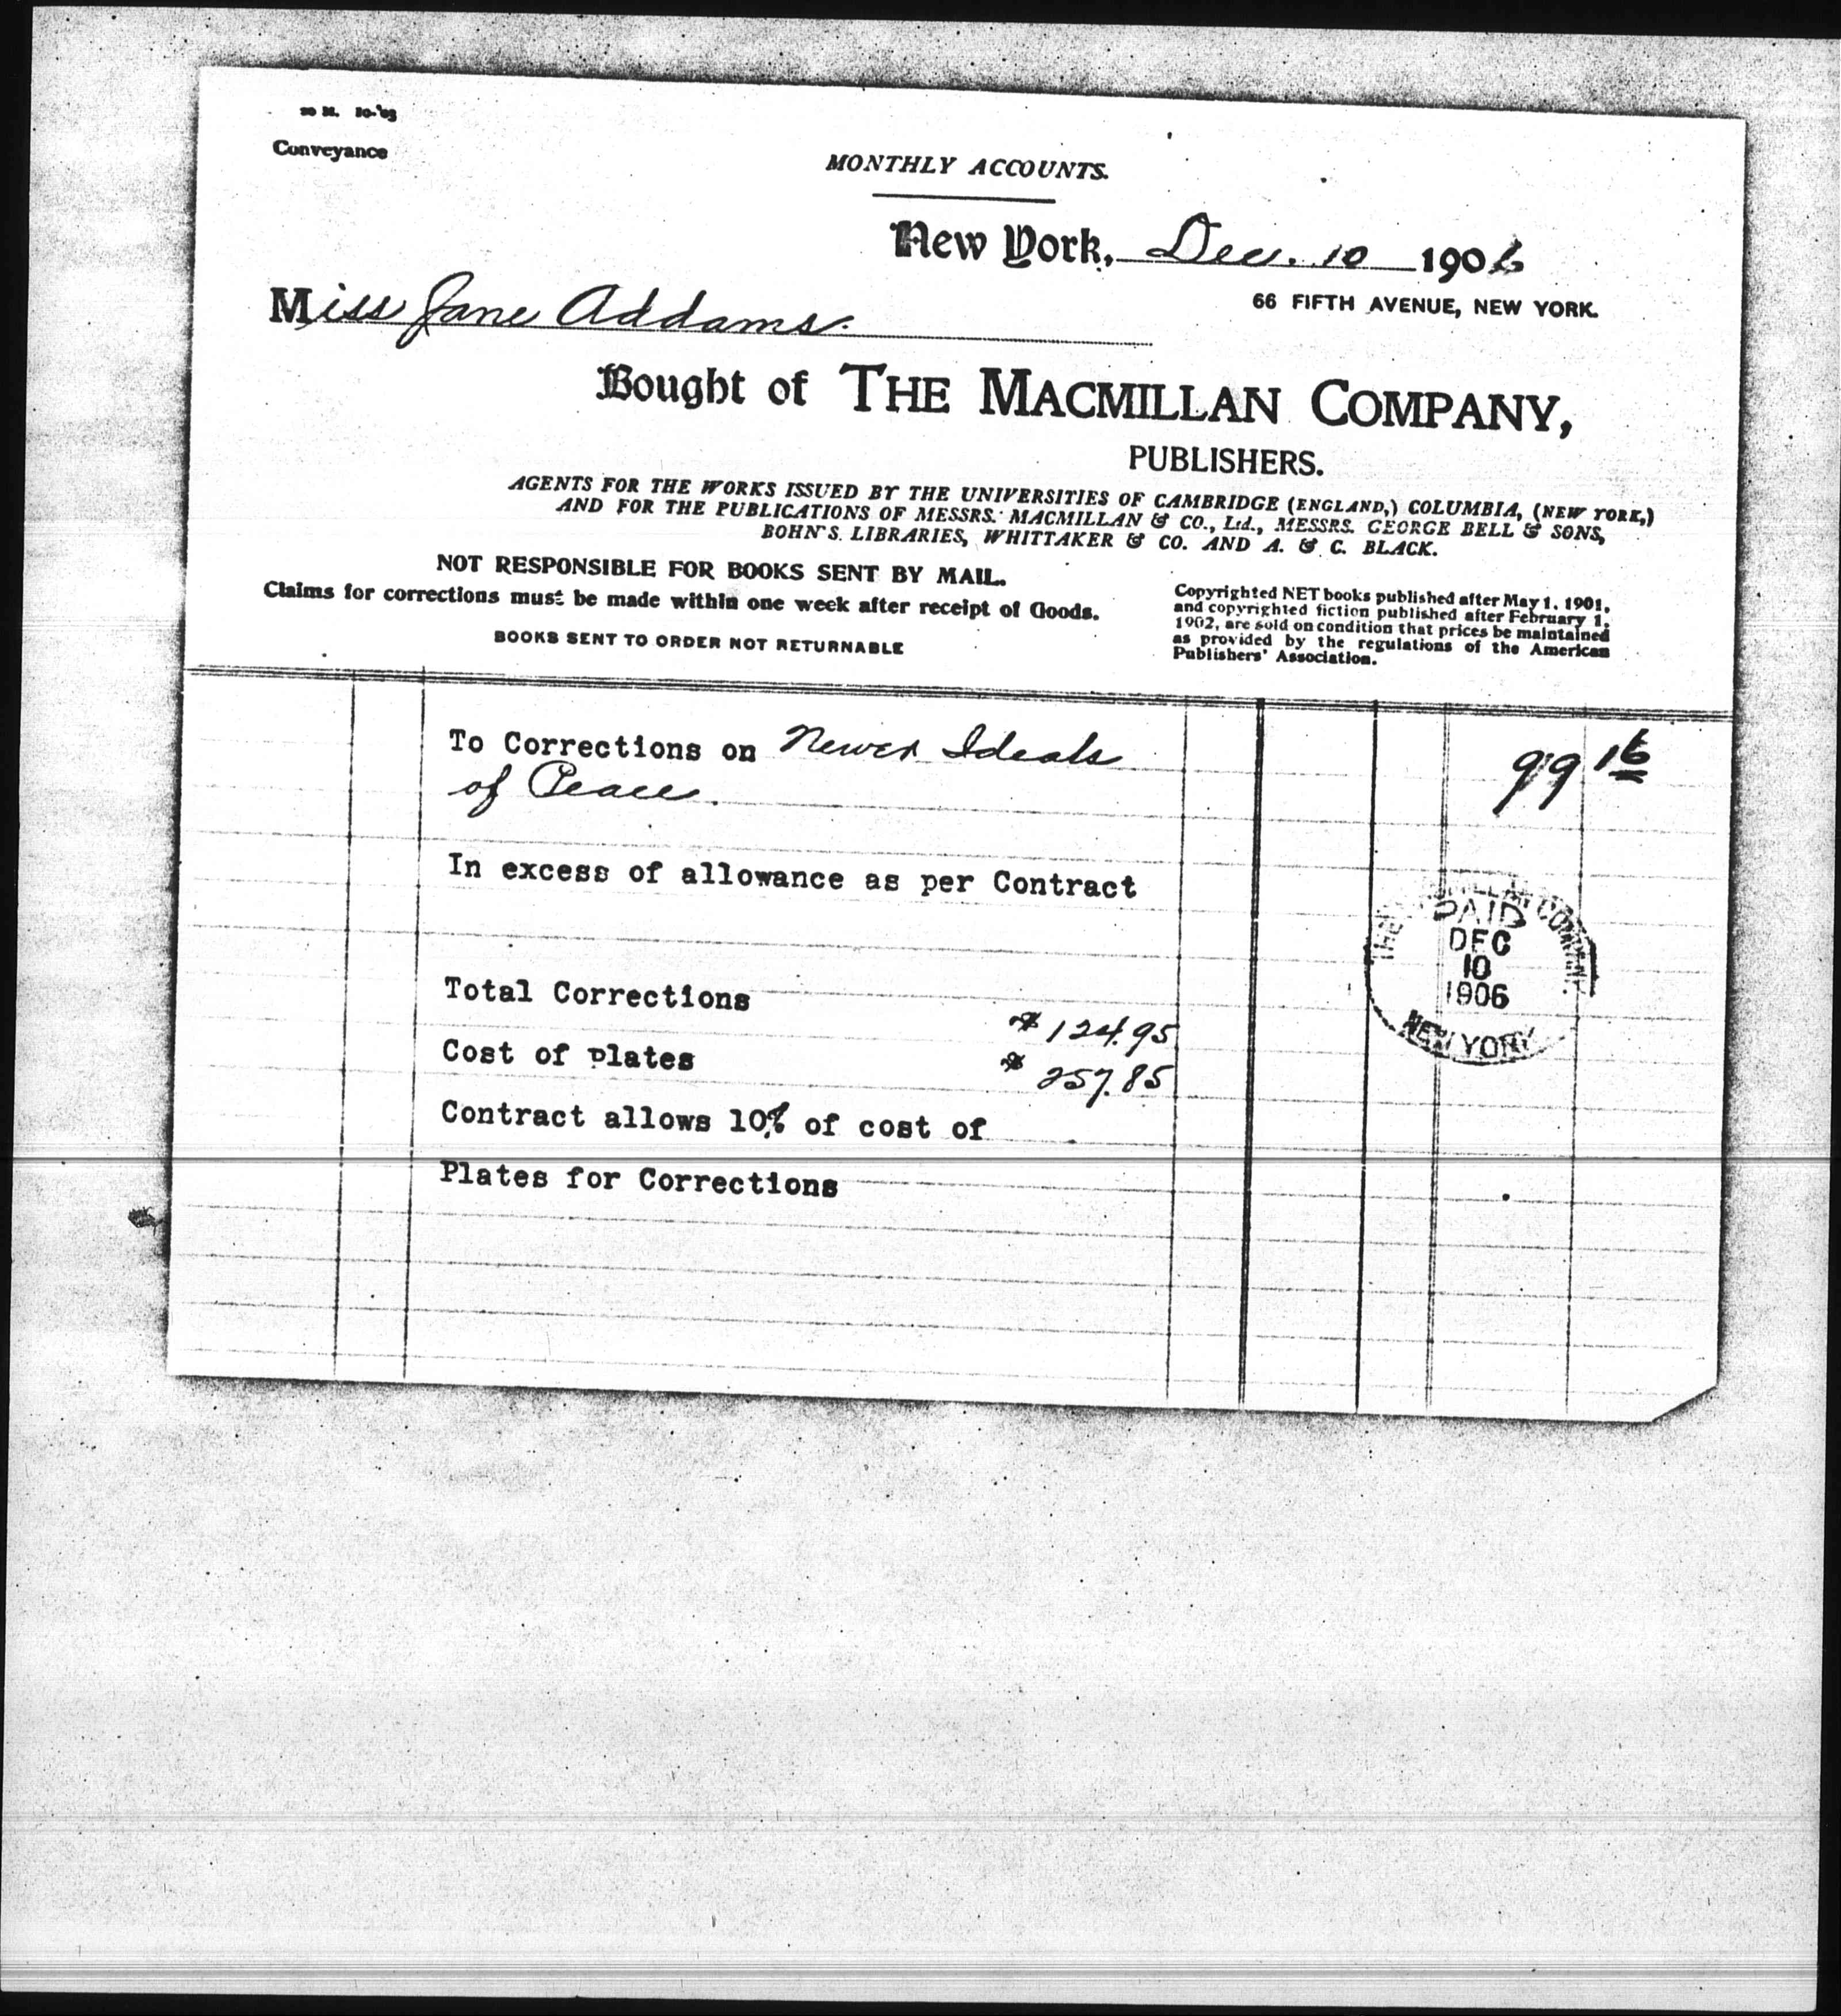 20 M. 10-'03
Conveyance
MONTHLY ACCOUNTS.
New York, Dec. 10 1906
66 FIFTH AVENUE, NEW YORK.
Miss Jane Addams.
Bought of THE MACMILLAN COMPANY,
PUBLISHERS.
AGENTS FOR THE WORKS ISSUED BY THE UNIVERSITIES OF CAMBRIDGE (ENGLAND,) COLUMBIA, (NEW YORK,)
AND FOR THE PUBLICATIONS OF MESSRS. MACMILLAN & CO., Ltd., MESSRS. GEORGE BELL & SONS,
BOHN'S LIBRARIES, WHITTAKER & CO. AND A. & C. BLACK.
NOT RESPONSIBLE FOR BOOKS SENT BY MAIL.
Claims for corrections must be made within one week after receipt of Goods.
BOOKS SENT TO ORDER NOT RETURNABLE
Copyrighted NET books published after May 1, 1901,
and copyrighted fiction published after February 1,
1902, are sold on condition that prices be maintained
as provided by the regulations of the American
Publishers' Association.
To Corrections on Newer Ideals
of Peace.
99 16
In excess of allowance as per Contract
THE MACMILLAN COMPANY.
PAID
DEC
10
1906
NEW YORK
Total Corrections
$ 124.95
Cost of plates
$ 257.85
Contract allows 10% of cost of
Plates for Corrections